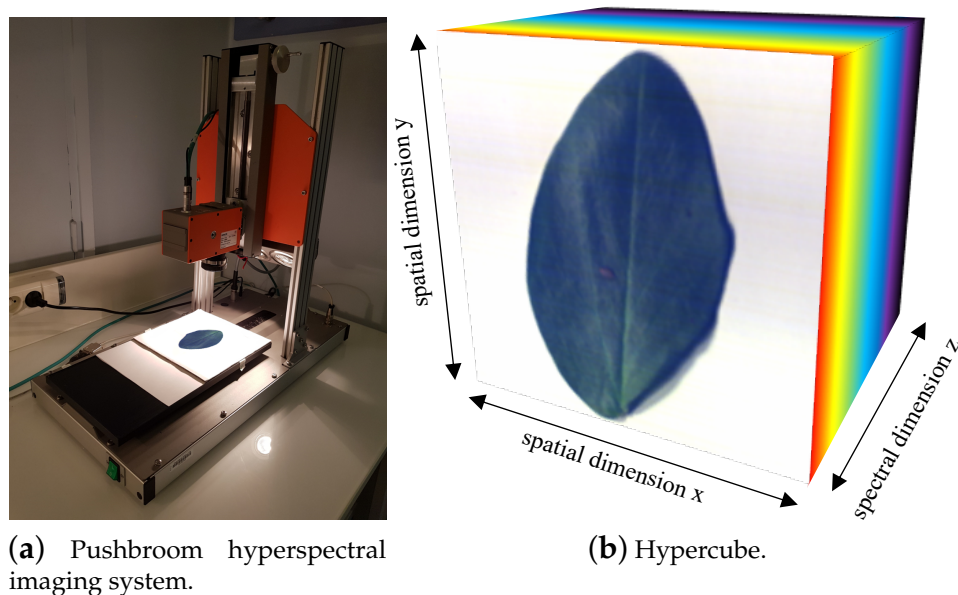 spatial dimension y
spatial dimension x
spectral dimension z
(a) Pushbroom hyperspectral
imaging system.
(b) Hypercube.